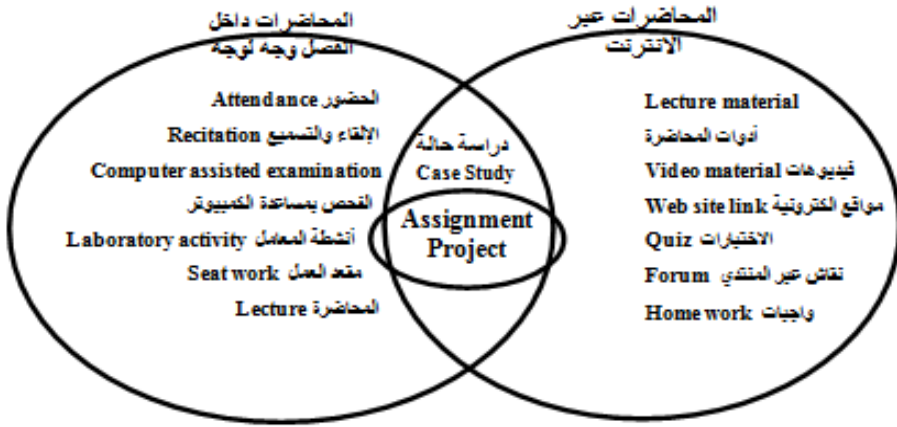 المحاضرات داخل
الفصل وجه لوجه
الحضور Attendance
الإلقاء والتسميع Recitation
Computer assisted examination
الفحص بمساعدة الكمبيوتر
أنشطة المعامل Laboratory activity
مقعد العمل Seat work
المحاضرة Lecture
دراسة حالة
Case Study
Assignment
Project
المحاضرات عبر
الانترنت
Lecture material
أدوات المحاضرة
فيديوهات Video material
مواقع الكترونية Web site link
الاختبارات Quiz
نقاش عبر المنتدي Forum
واجبات Home work